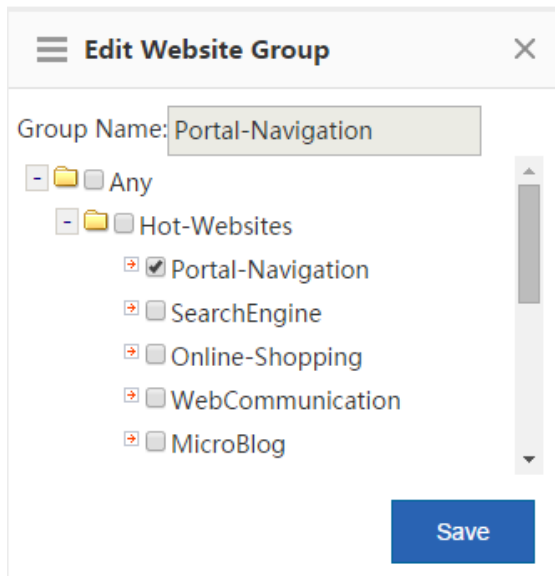 Edit Website Group
Group Name: Portal-Navigation
Any
Hot-Websites
Portal-Navigation
SearchEngine
Online-Shopping
WebCommunication
MicroBlog
Save